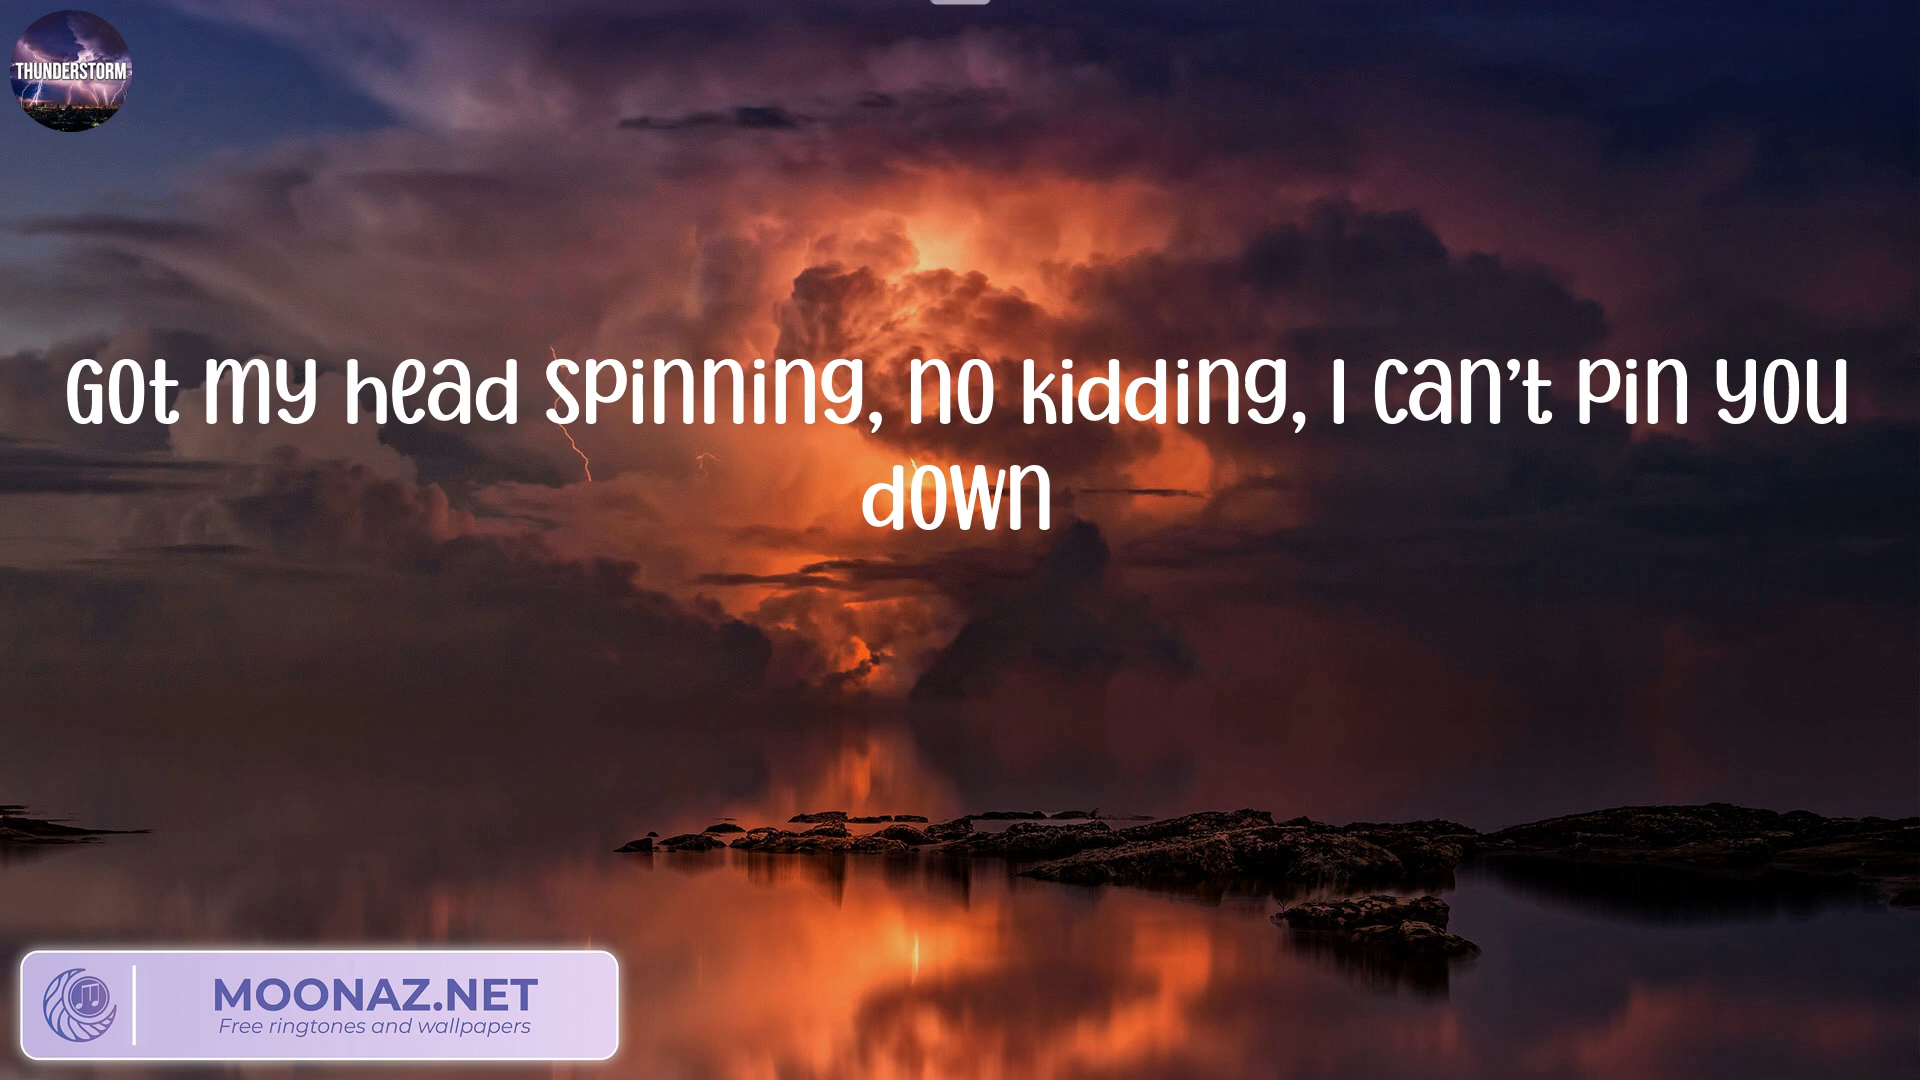 THUNDERSTORM
Got my head spinning, no kidding, I can't pin you
down
MOONAZ.NET
Free ringtones and wallpapers